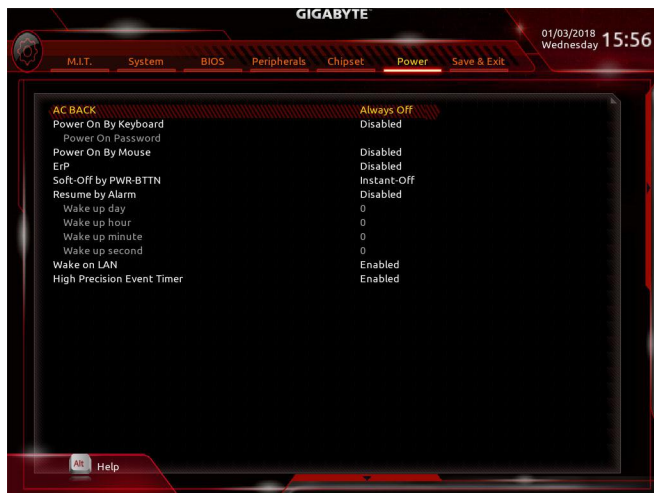 GIGABYTE
01/03/2018 15:56
Wednesday
M.I.T. System BIOS Peripherals Chipset Power Save & Exit
AC BACK Always Off
Power On By Keyboard Disabled
Power On Password
Power On By Mouse Disabled
ErP Disabled
Soft-Off by PWR-BTTN Instant-Off
Resume by Alarm Disabled
Wake up day 0
Wake up hour 0
Wake up minute 0
Wake up second 0
Wake on LAN Enabled
High Precision Event Timer Enabled
Alt Help